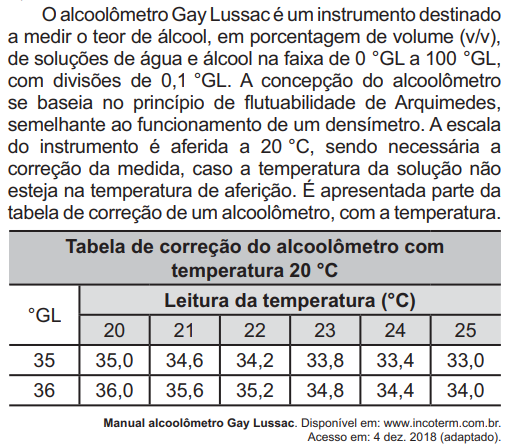 O alcoolômetro Gay Lussac é um instrumento destinado
a medir o teor de álcool, em porcentagem de volume (v/v),
de soluções de água e álcool na faixa de 0 °GL a 100 °GL,
com divisões de 0,1 °GL. A concepção do alcoolômetro
se baseia no princípio de flutuabilidade de Arquimedes,
semelhante ao funcionamento de um densímetro. A escala
do instrumento é aferida a 20 °C, sendo necessária a
correção da medida, caso a temperatura da solução não
esteja na temperatura de aferição. É apresentada parte da
tabela de correção de um alcoolômetro, com a temperatura.
Tabela de correção do alcoolômetro com
temperatura 20 °C
°GL Leitura da temperatura (°C)
20 21 22 23 24 25
35 35,0 34,6 34,2 33,8 33,4 33,0
36 36,0 35,6 35,2 34,8 34,4 34,0
Manual alcoolômetro Gay Lussac. Disponível em: www.incoterm.com.br.
Acesso em: 4 dez. 2018 (adaptado).